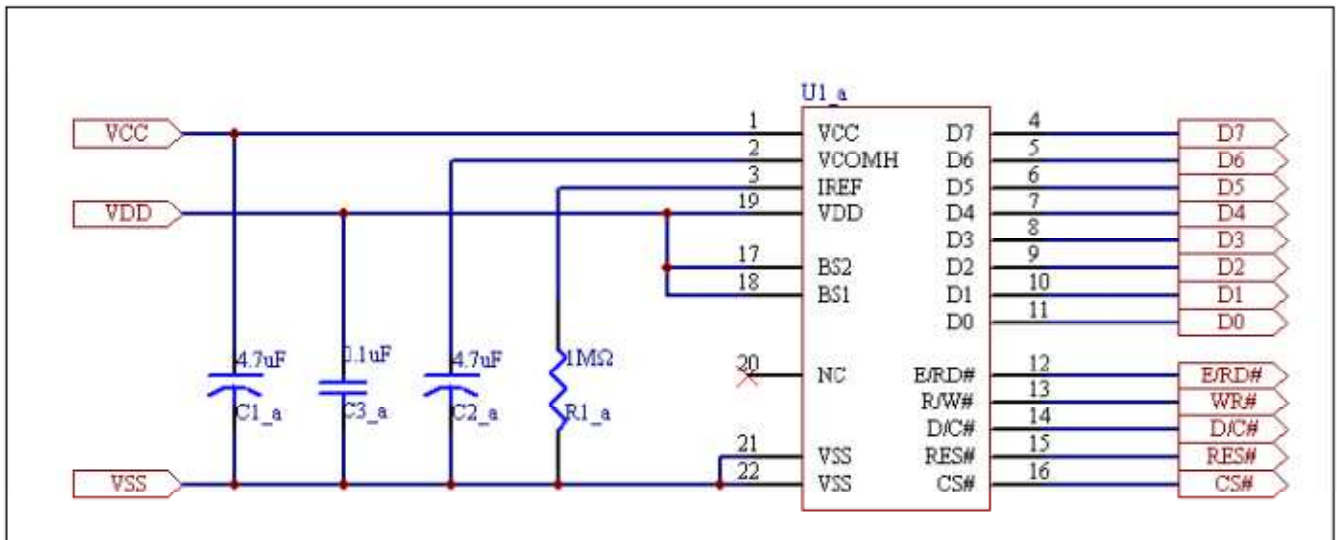 U1_a
VCC 1 VCC D7 4 D7
2 VCOMH D6 5 D6
3 IREF D5 6 D5
VDD 19 VDD D4 7 D4
D3 8 D3
17 BS2 D2 9 D2
18 BS1 D1 10 D1
D0 11 D0
4.7uF .1uF 4.7uF 1MΩ
20 NC E/RD# 12 E/RD#
R/W# 13 WR#
C1_a C3_a C2_a R1_a
D/C# 14 D/C#
21 VSS RES# 15 RES#
VSS 22 VSS CS# 16 CS#